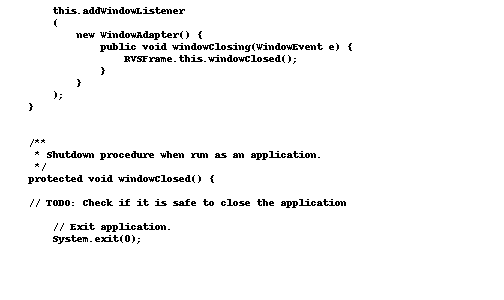 this.addWindowListener
(
new WindowAdapter() {
public void windowClosing(WindowEvent e) {
RVSFrame.this.windowClosed();
}
}
);
}
/**
* Shutdown procedure when run as an application.
*/
protected void windowClosed() {
// TODO: Check if it is safe to close the application
// Exit application.
System.exit(0);